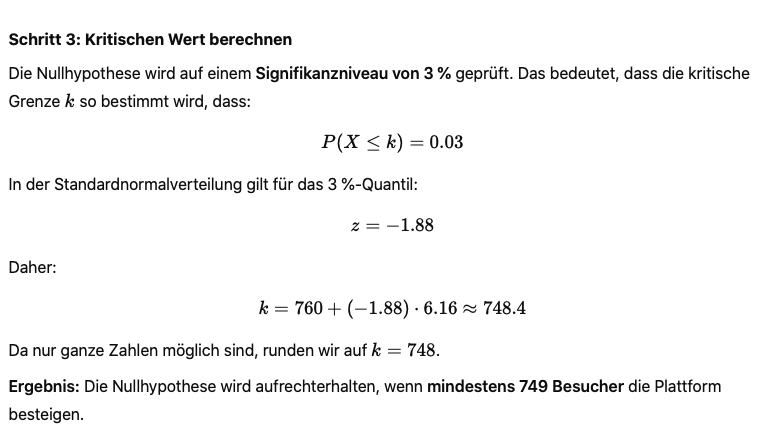 Schritt 3: Kritischen Wert berechnen
Die Nullhypothese wird auf einem Signifikanzniveau von 3 % geprüft. Das bedeutet, dass die kritische
Grenze k so bestimmt wird, dass:
P(X ≤ k) = 0.03
In der Standardnormalverteilung gilt für das 3 %-Quantil:
z = −1.88
Daher:
k = 760 + (−1.88) · 6.16 ≈ 748.4
Da nur ganze Zahlen möglich sind, runden wir auf k = 748.
Ergebnis: Die Nullhypothese wird aufrechterhalten, wenn mindestens 749 Besucher die Plattform
besteigen.